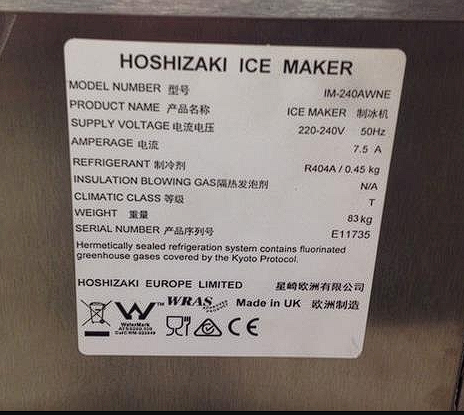 HOSHIZAKI ICE MAKER
MODEL NUMBER 型号 IM-240AWNE
PRODUCT NAME 产品名称 ICE MAKER 制冰机
SUPPLY VOLTAGE 电流电压 220-240V 50Hz
AMPERAGE 电流 7.5 A
REFRIGERANT 制冷剂 R404A / 0.45 kg
INSULATION BLOWING GAS隔热发泡剂 N/A
CLIMATIC CLASS 等级 T
WEIGHT 重量 83 kg
SERIAL NUMBER 产品序列号 E11735
Hermetically sealed refrigeration system contains fluorinated
greenhouse gases covered by the Kyoto Protocol.
HOSHIZAKI EUROPE LIMITED 星崎欧洲有限公司
WRAS APPROVED PRODUCT Made in UK 欧洲制造
WaterMark
CE